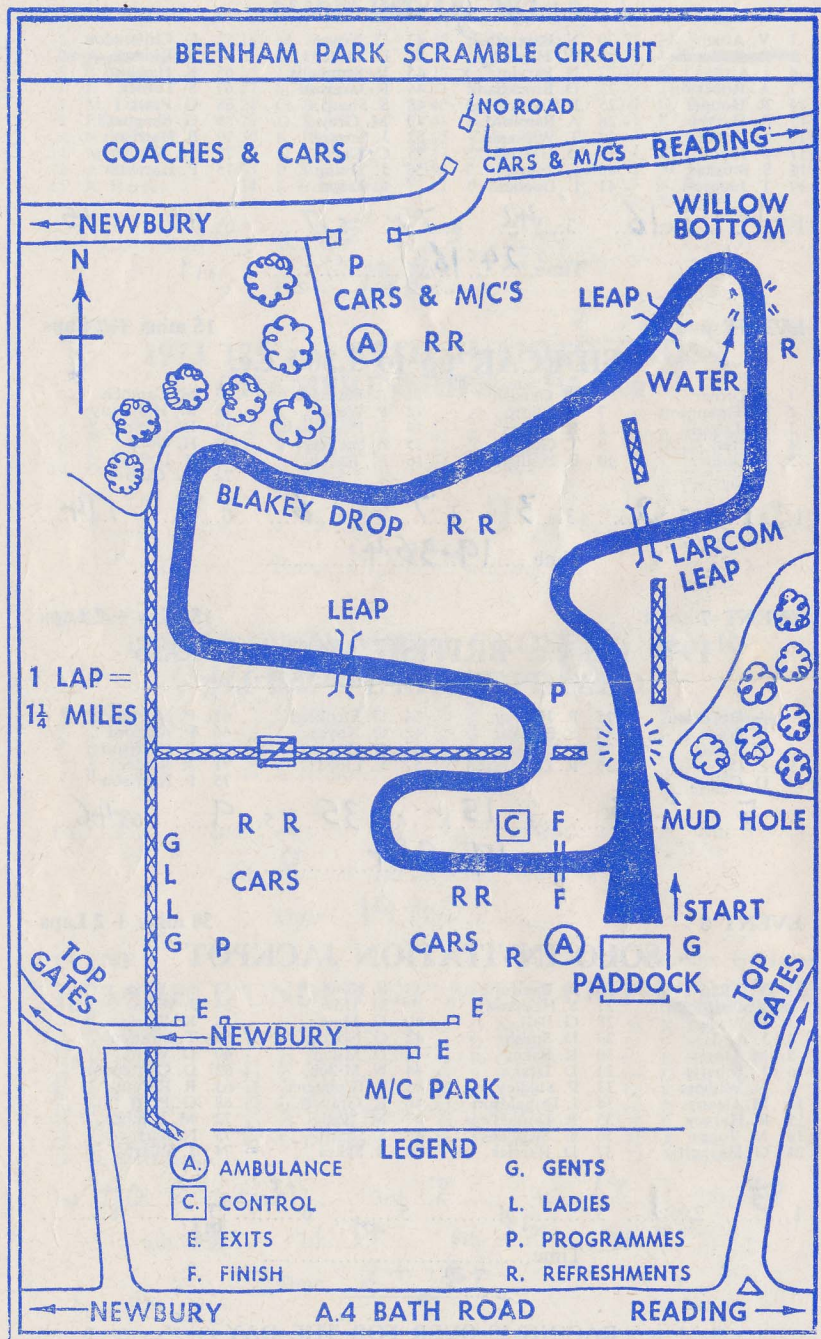 BEENHAM PARK SCRAMBLE CIRCUIT
NO ROAD
COACHES & CARS
CARS & M/C'S READING
NEWBURY
WILLOW
BOTTOM
N
P
CARS & M/C'S
LEAP
A RR
R
WATER
BLAKEY DROP
R R
LARCOM
LEAP
LEAP
1 LAP =
1¼ MILES
P
MUD HOLE
C F
R R
CARS
G
L
L
G
RR
F
START
CARS
A
G
R
P
PADDOCK
TOP
GATES
TOP
GATES
E
E
NEWBURY
E
M/C PARK
LEGEND
A. AMBULANCE
C. CONTROL
E. EXITS
F. FINISH
G. GENTS
L. LADIES
P. PROGRAMMES
R. REFRESHMENTS
NEWBURY A.4 BATH ROAD READING